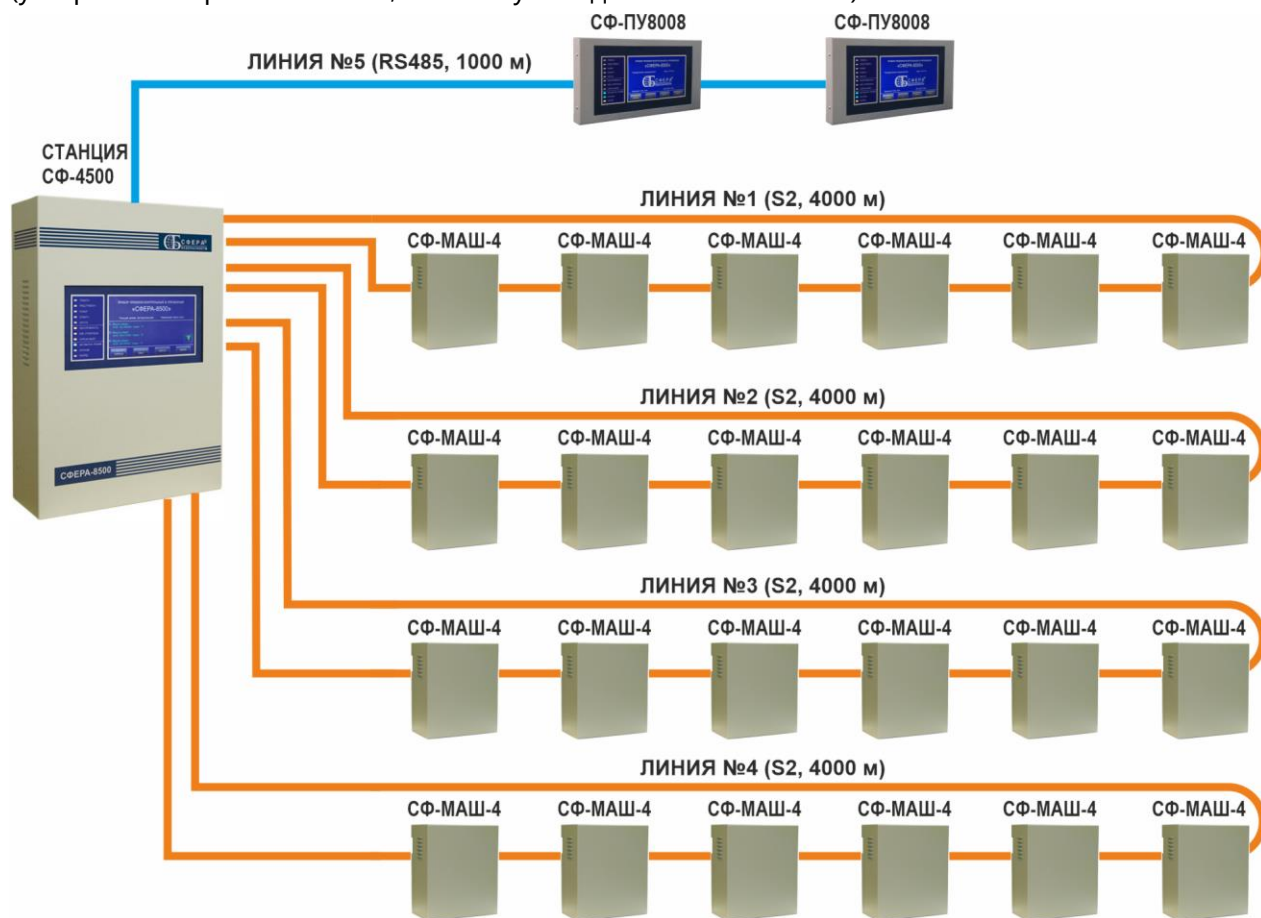 СФ-ПУ8008 СФ-ПУ8008
ЛИНИЯ №5 (RS485, 1000 м)
СТАНЦИЯ
СФ-4500
СФЕРА
«СФЕРА-8500»
СФЕРА-8500
ЛИНИЯ №1 (S2, 4000 м)
СФ-МАШ-4 СФ-МАШ-4 СФ-МАШ-4 СФ-МАШ-4 СФ-МАШ-4 СФ-МАШ-4
ЛИНИЯ №2 (S2, 4000 м)
СФ-МАШ-4 СФ-МАШ-4 СФ-МАШ-4 СФ-МАШ-4 СФ-МАШ-4 СФ-МАШ-4
ЛИНИЯ №3 (S2, 4000 м)
СФ-МАШ-4 СФ-МАШ-4 СФ-МАШ-4 СФ-МАШ-4 СФ-МАШ-4 СФ-МАШ-4
ЛИНИЯ №4 (S2, 4000 м)
СФ-МАШ-4 СФ-МАШ-4 СФ-МАШ-4 СФ-МАШ-4 СФ-МАШ-4 СФ-МАШ-4